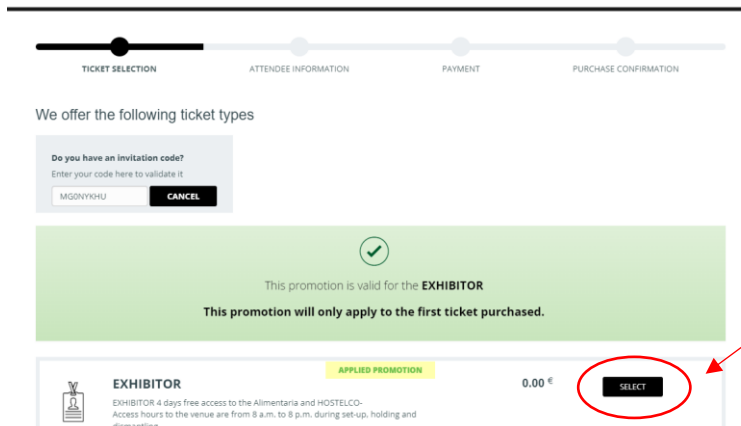 TICKET SELECTION
ATTENDEE INFORMATION
PAYMENT
PURCHASE CONFIRMATION
We offer the following ticket types
Do you have an invitation code?
Enter your code here to validate it
MG0NYKHU
CANCEL
This promotion is valid for the EXHIBITOR
This promotion will only apply to the first ticket purchased.
APPLIED PROMOTION
EXHIBITOR
0.00 €
SELECT
EXHIBITOR 4 days free access to the Alimentaria and HOSTELCO-
Access hours to the venue are from 8 a.m. to 8 p.m. during set-up, holding and
dismantling